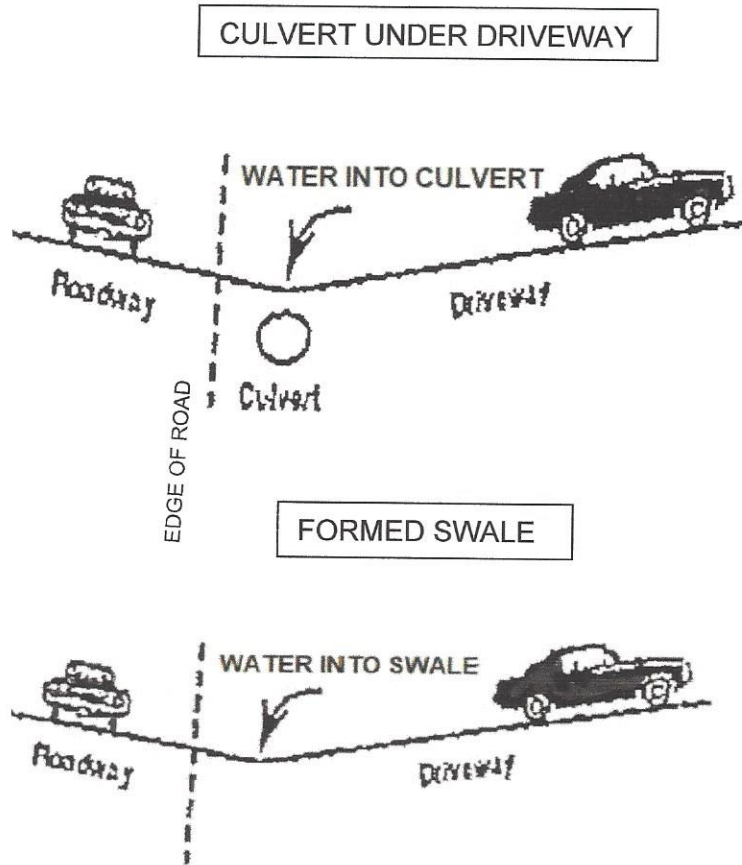 CULVERT UNDER DRIVEWAY
WATER INTO CULVERT
Roadway
Driveway
Culvert
EDGE OF ROAD
FORMED SWALE
WATER INTO SWALE
Roadway
Driveway